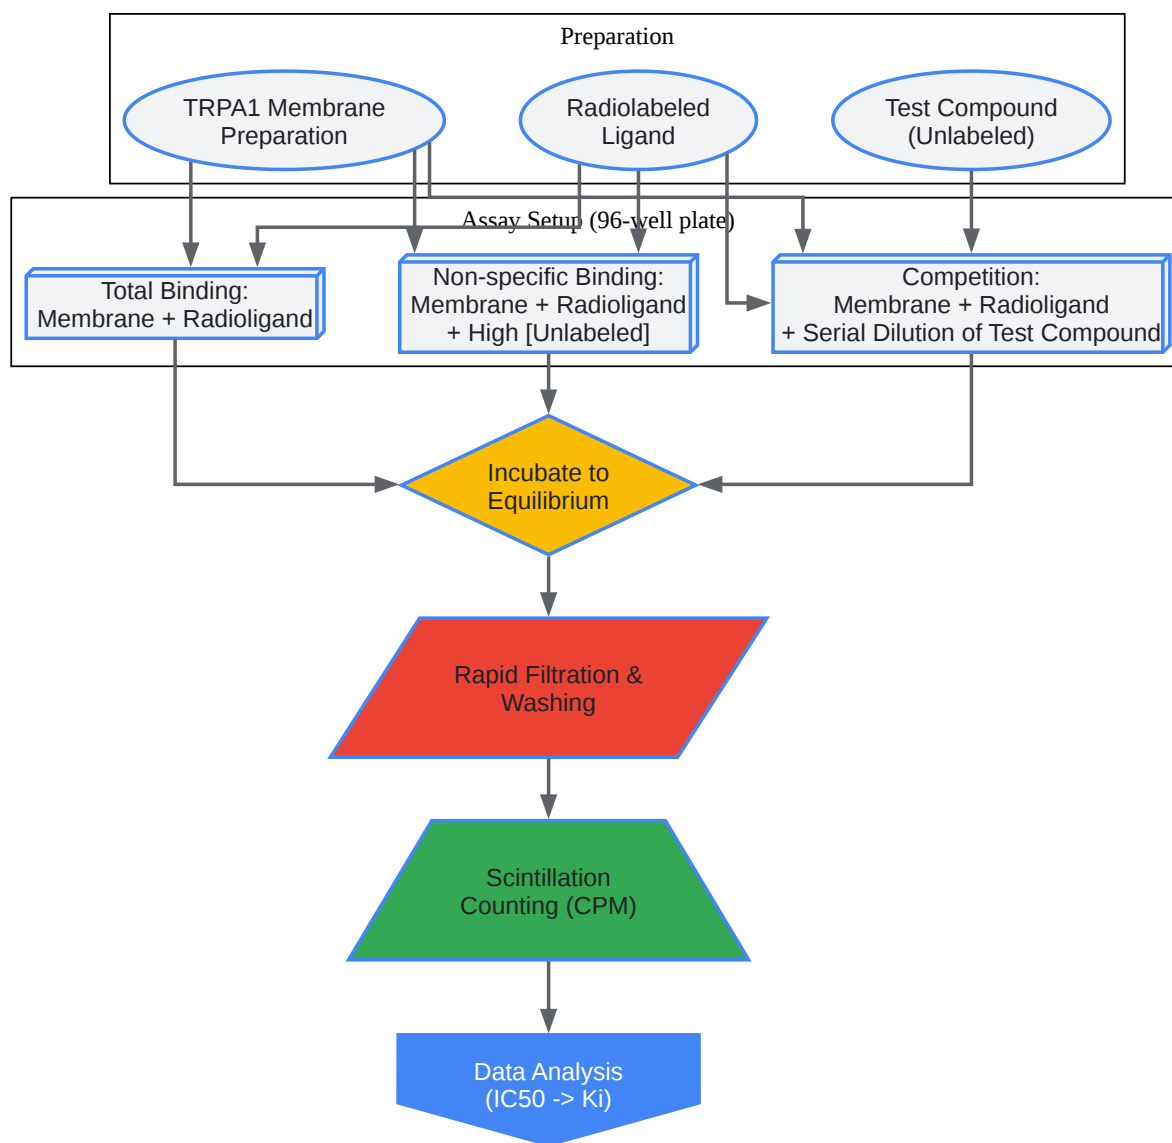 Preparation
TRPA1 Membrane
Preparation
Radiolabeled
Ligand
Test Compound
(Unlabeled)
Assay Setup (96-well plate)
Total Binding:
Membrane + Radioligand
Non-specific Binding:
Membrane + Radioligand
+ High [Unlabeled]
Competition:
Membrane + Radioligand
+ Serial Dilution of Test Compound
Incubate to
Equilibrium
Rapid Filtration &
Washing
Scintillation
Counting (CPM)
Data Analysis
(IC50 -> Ki)